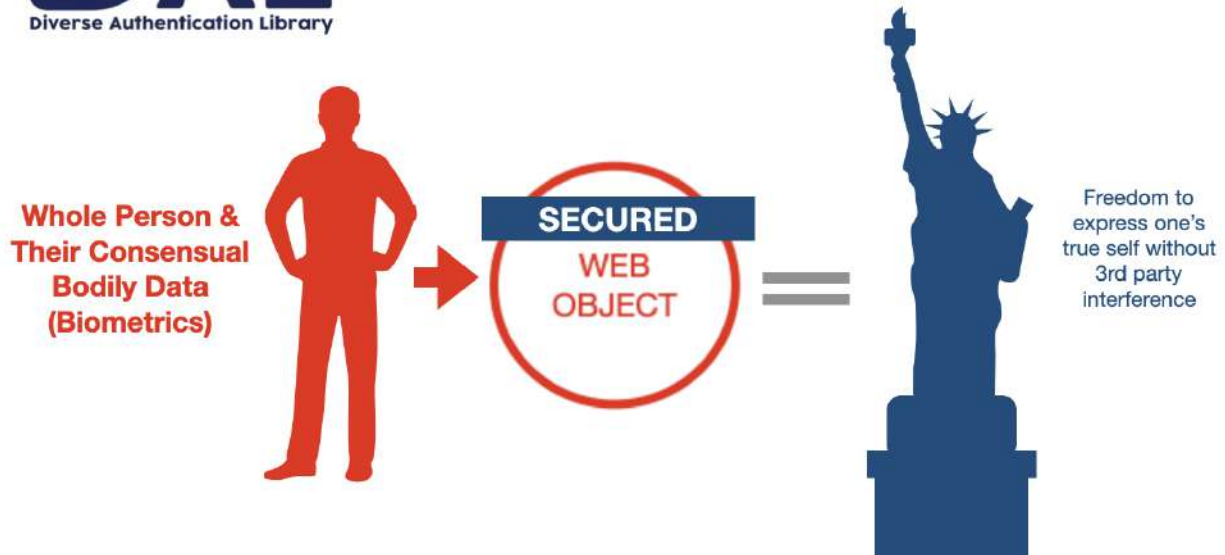 Diverse Authentication Library
Whole Person &
Their Consensual
Bodily Data
(Biometrics)
SECURED
WEB
OBJECT
Freedom to
express one's
true self without
3rd party
interference